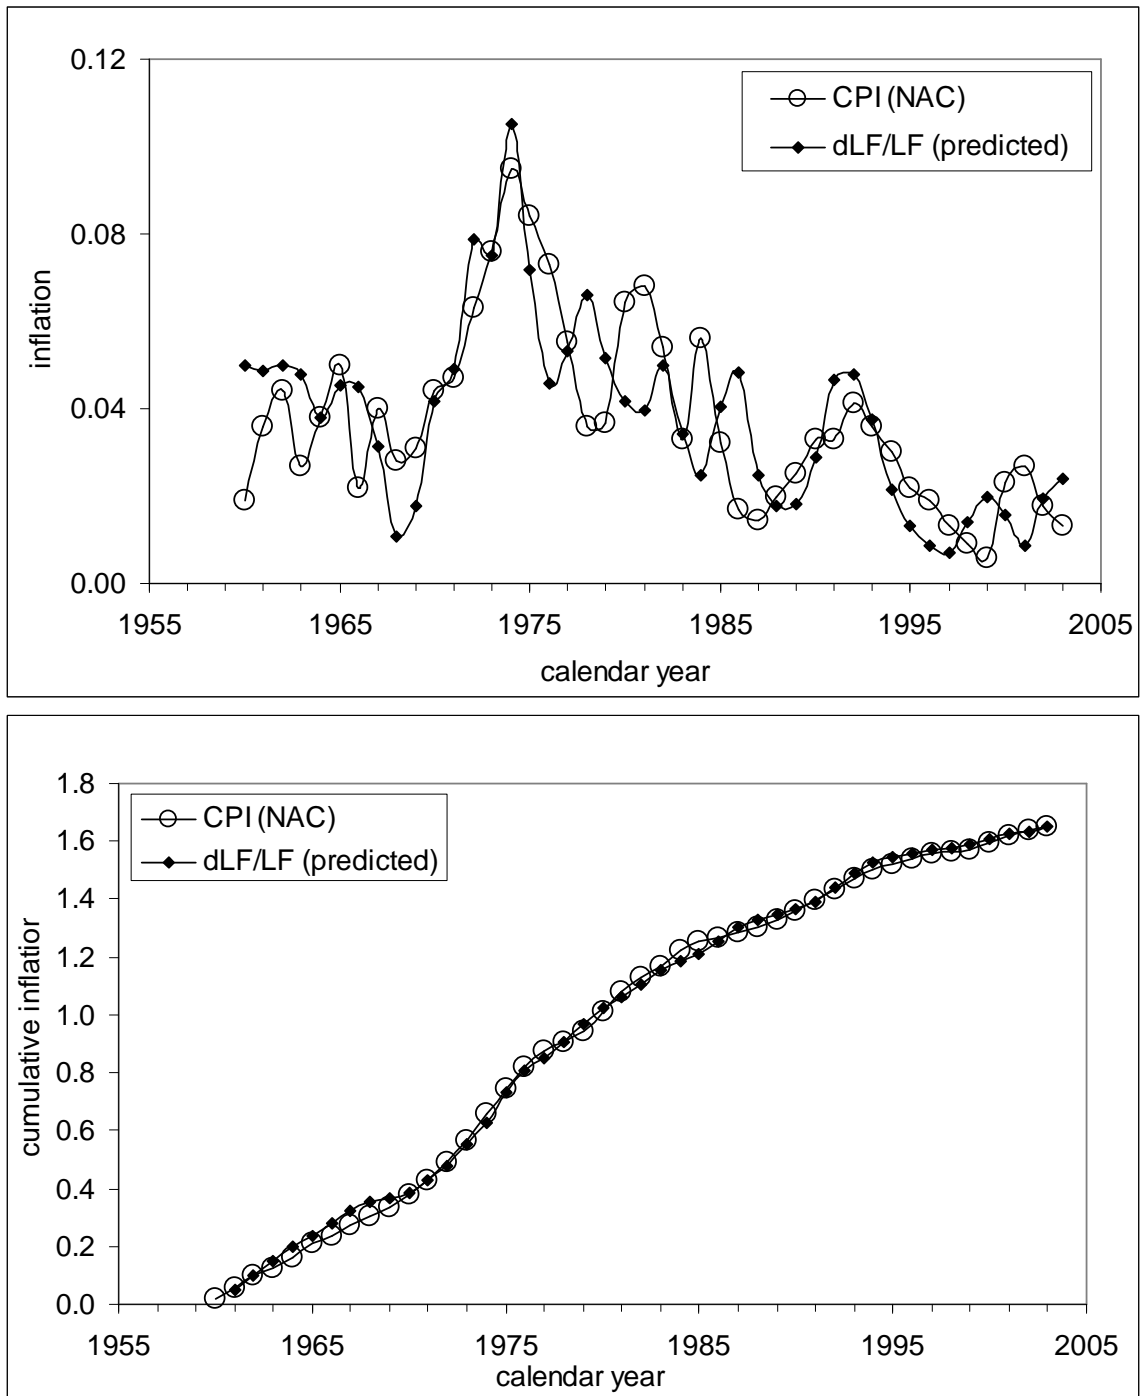 0.12
CPI (NAC)
dLF/LF (predicted)
0.08
inflation
0.04
0.00
1955 1965 1975 1985 1995 2005
calendar year
1.8
CPI (NAC)
1.6
dLF/LF (predicted)
1.4
1.2
1.0
cumulative inflatior
0.8
0.6
0.4
0.2
0.0
1955 1965 1975 1985 1995 2005
calendar year